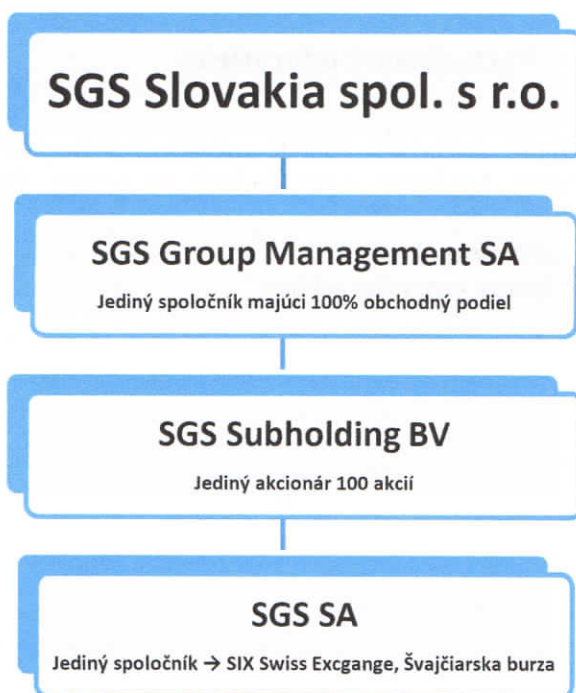 SGS Slovakia spol. s r.o.
SGS Group Management SA
Jediný spoločník majúci 100% obchodný podiel
SGS Subholding BV
Jediný akcionár 100 akcií
SGS SA
Jediný spoločník → SIX Swiss Excgange, Švajčiarska burza